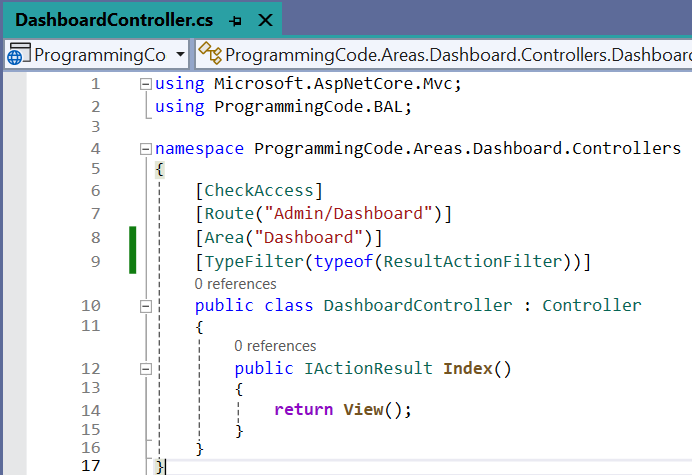 DashboardController.cs
ProgrammingCo
ProgrammingCode.Areas.Dashboard.Controllers.Dashboar
1 using Microsoft.AspNetCore.Mvc;
2 using ProgrammingCode.BAL;
3
4 namespace ProgrammingCode.Areas.Dashboard.Controllers
5 {
6 [CheckAccess]
7 [Route("Admin/Dashboard")]
8 [Area("Dashboard")]
9 [TypeFilter(typeof(ResultActionFilter))]
0 references
10 public class DashboardController : Controller
11 {
0 references
12 public IActionResult Index()
13 {
14 return View();
15 }
16 }
17 }